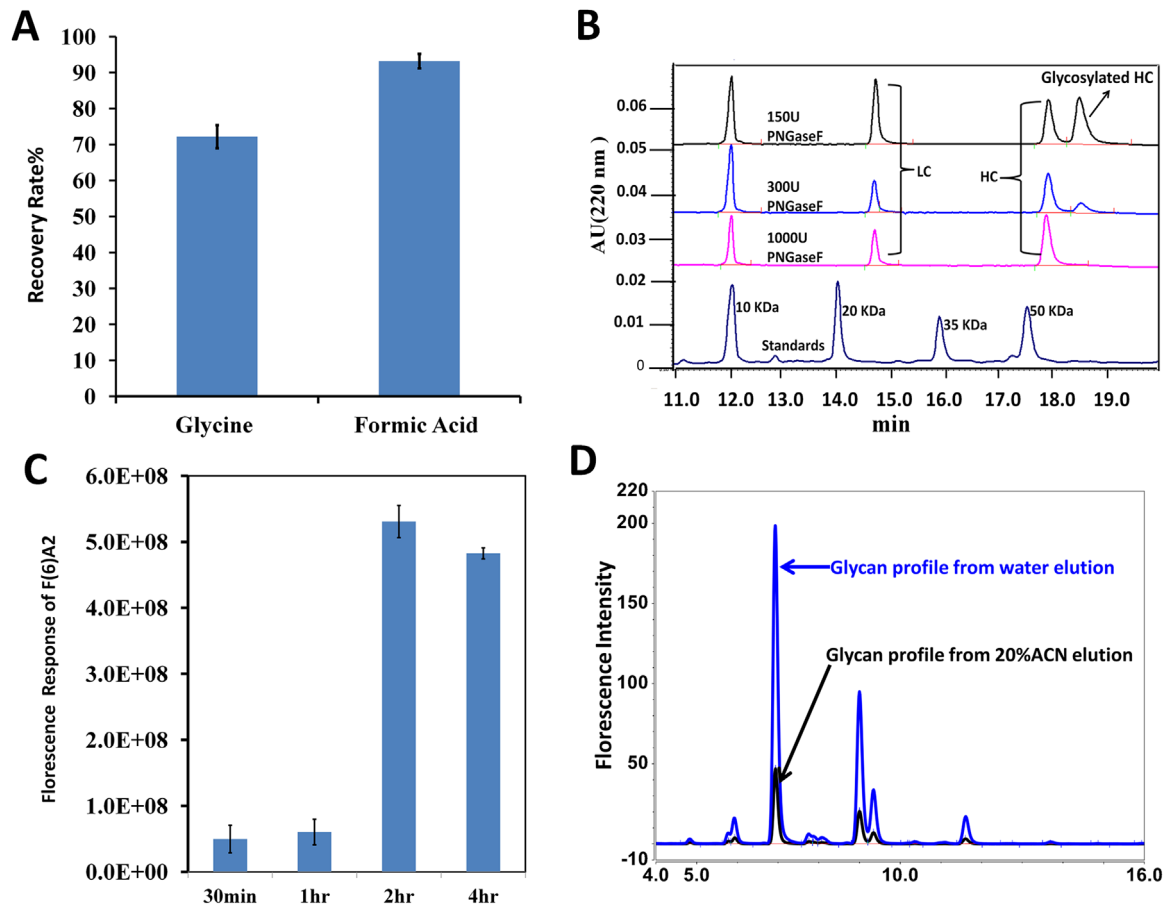 A
Recovery Rate%
100
90
80
70
60
50
40
30
20
10
0
Glycine
Formic Acid
B
AU(220 nm )
0.06
0.05
0.04
0.03
0.02
0.01
0
Glycosylated HC
150U
PNGaseF
300U
PNGaseF
1000U
PNGaseF
LC
HC
10 KDa
20 KDa
35 KDa
50 KDa
Standards
11.0
12.0
13.0
14.0
15.0
16.0
17.0
18.0
19.0
min
C
Florescence Response of F(6)A2
6.0E+08
5.0E+08
4.0E+08
3.0E+08
2.0E+08
1.0E+08
0.0E+00
30min
1hr
2hr
4hr
D
Florescence Intensity
220
200
150
100
50
-10
Glycan profile from water elution
Glycan profile from 20%ACN elution
4.0
5.0
10.0
16.0